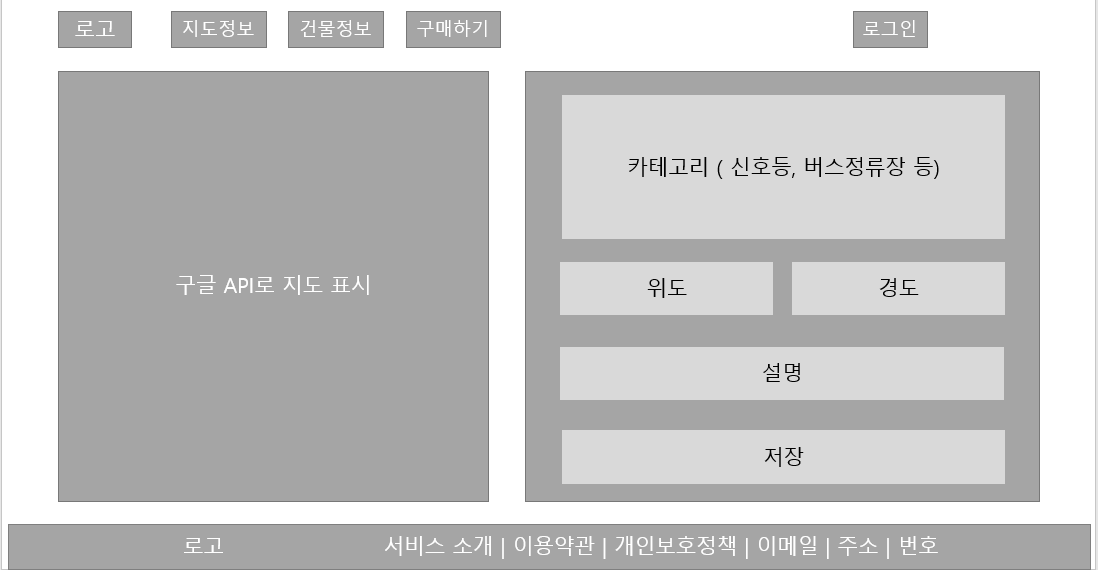 로고
지도정보
건물정보
구매하기
로그인
구글 API로 지도 표시
카테고리 ( 신호등, 버스정류장 등)
위도
경도
설명
저장
로고
서비스 소개 | 이용약관 | 개인보호정책 | 이메일 | 주소 | 번호